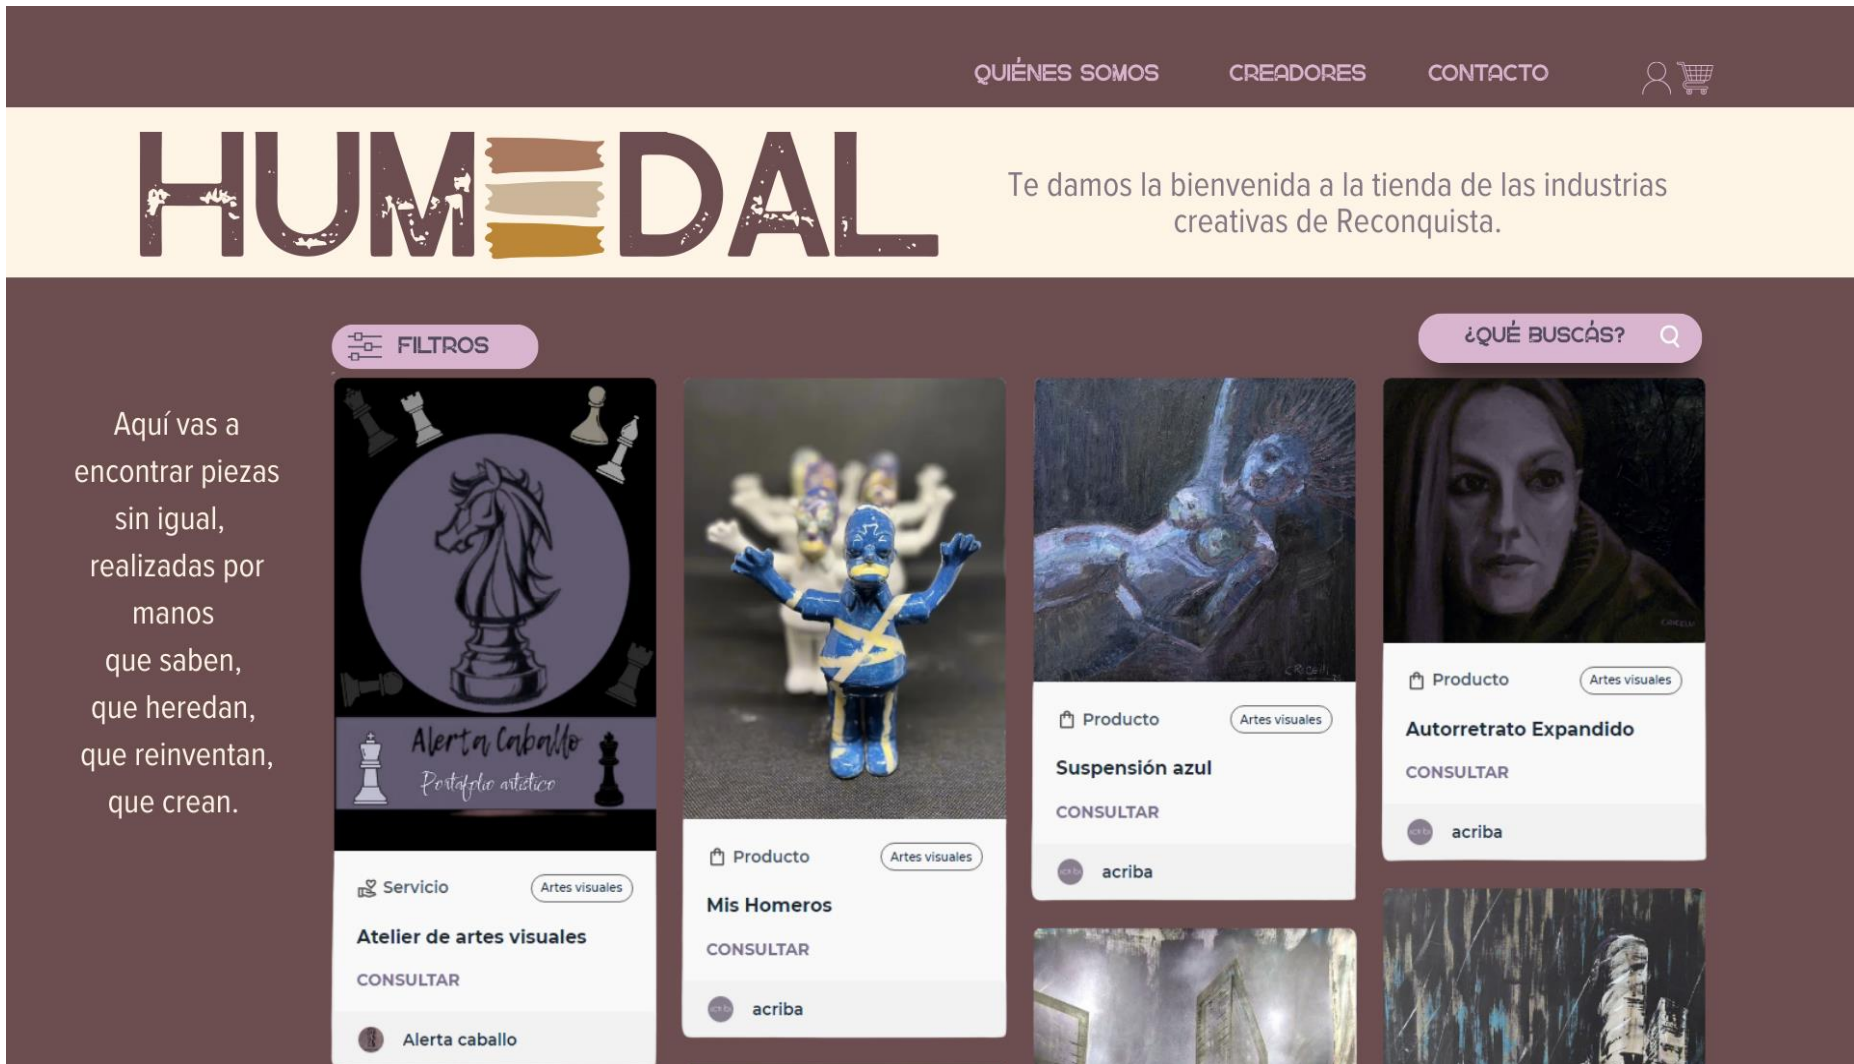 QUIÉNES SOMOS
CREADORES
CONTACTO
HUMEDAL
Te damos la bienvenida a la tienda de las industrias
creativas de Reconquista.
FILTROS
¿QUÉ BUSCÁS?
Aquí vas a
encontrar piezas
sin igual,
realizadas por
manos
que saben,
que heredan,
que reinventan,
que crean.
Alerta Caballo
Portafolio artístico
Servicio
Artes visuales
Atelier de artes visuales
CONSULTAR
Alerta caballo
Producto
Artes visuales
Mis Homeros
CONSULTAR
acriba
Producto
Artes visuales
Suspensión azul
CONSULTAR
acriba
Producto
Artes visuales
Autorretrato Expandido
CONSULTAR
acriba